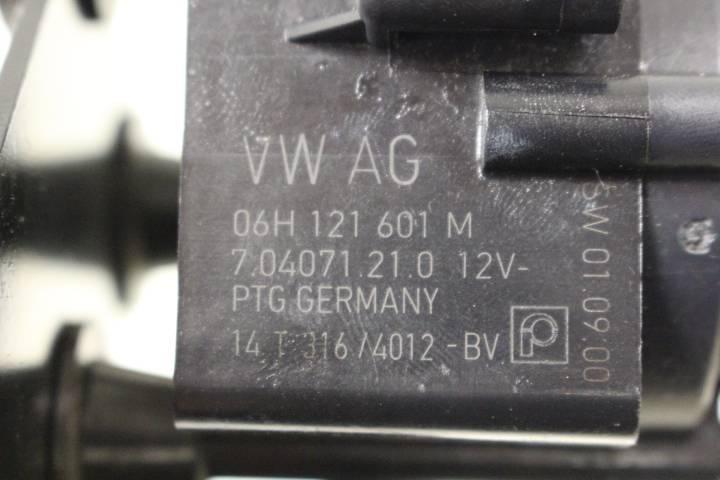 VW AG
06H 121 601 M
7.04071.21.0 12V-
PTG GERMANY
14 T 316/4012-BV
SW 01.09.00